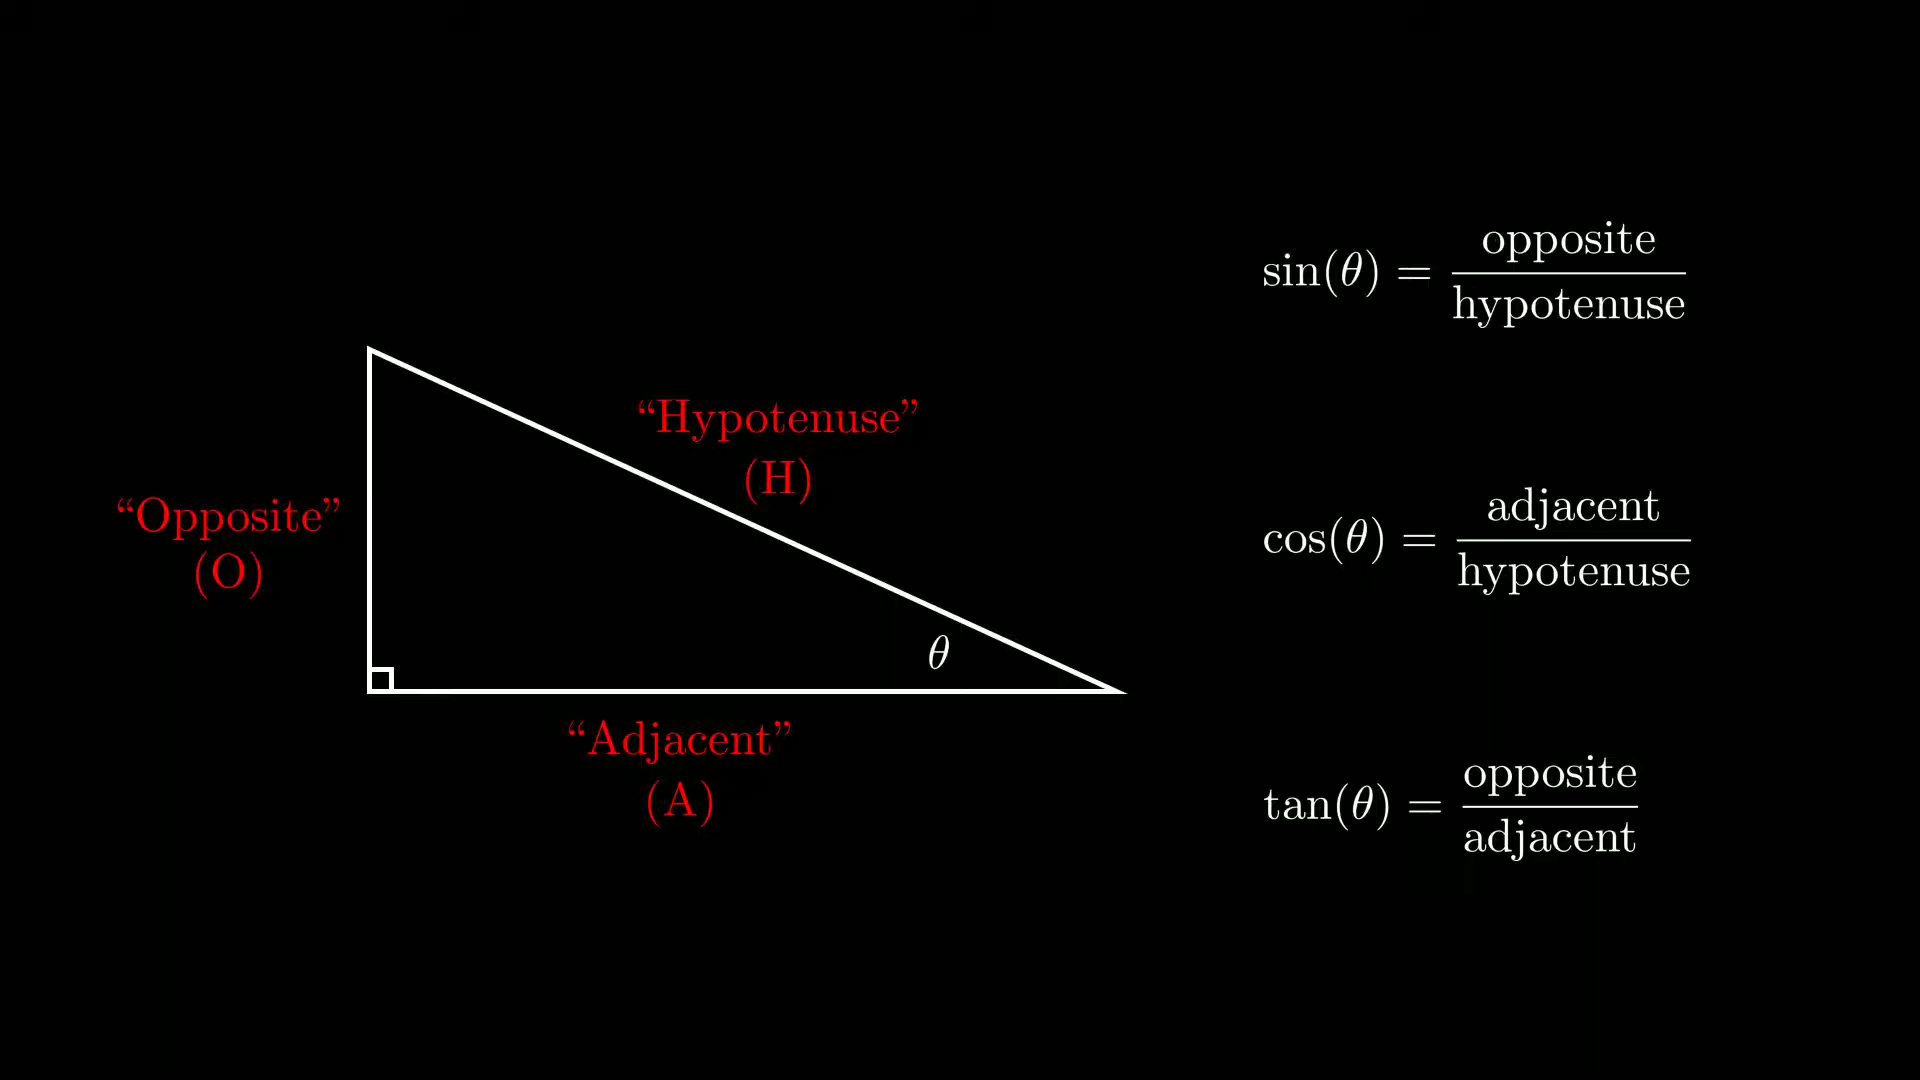 “Hypotenuse”
(H)
“Opposite”
(O)
θ
“Adjacent”
(A)
sin(θ) = opposite / hypotenuse
cos(θ) = adjacent / hypotenuse
tan(θ) = opposite / adjacent